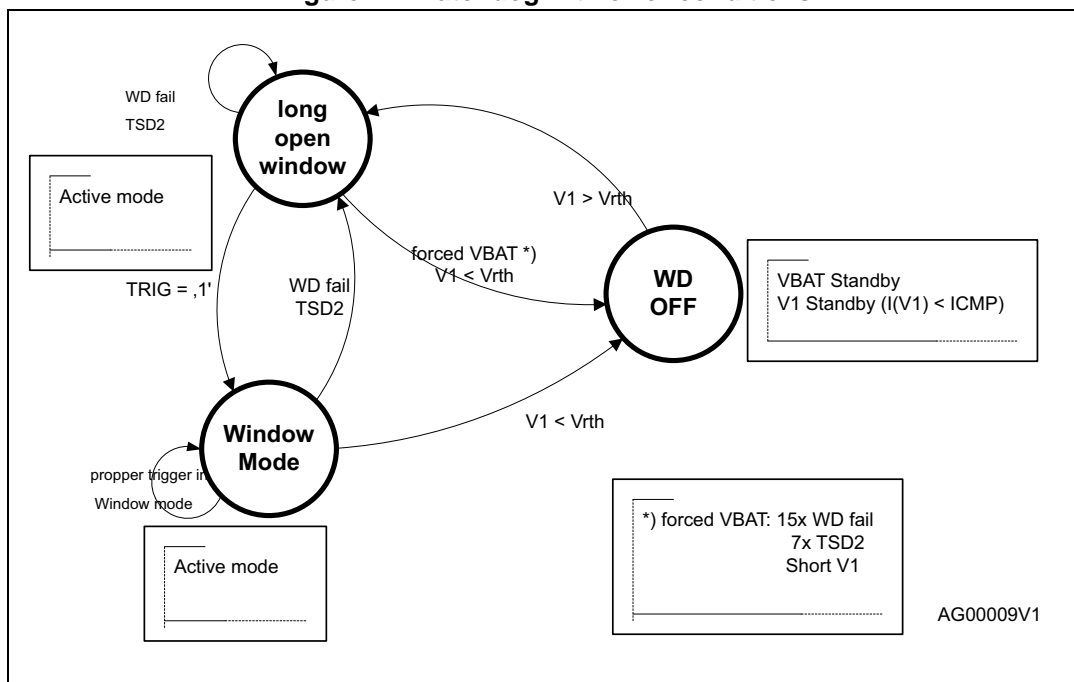 WD fail
TSD2
long
open
window
Active mode
V1 > Vrth
forced VBAT *)
V1 < Vrth
WD
OFF
VBAT Standby
V1 Standby (I(V1) < ICMP)
TRIG = ‚1'
WD fail
TSD2
V1 < Vrth
Window
Mode
propper trigger in
Window mode
Active mode
*) forced VBAT: 15x WD fail
7x TSD2
Short V1
AG00009V1